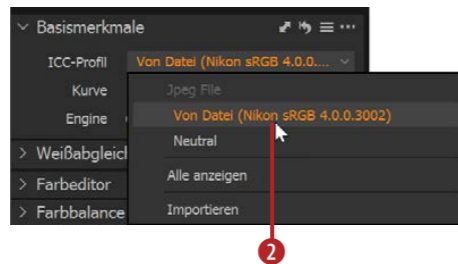 Basismerkmale
ICC-Profil Von Datei (Nikon sRGB 4.0.0....
Kurve
Jpeg File
Von Datei (Nikon sRGB 4.0.0.3002)
Engine
Neutral
Weißabgleich
Alle anzeigen
Farbeditor
Farbbalance
Importieren
2